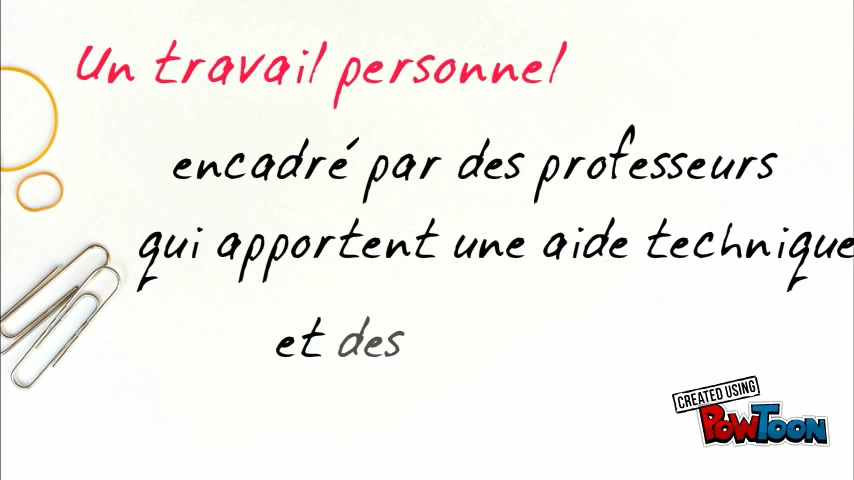 Un travail personnel
encadré par des professeurs
qui apportent une aide technique
et des
CREATED USING
POWTOON